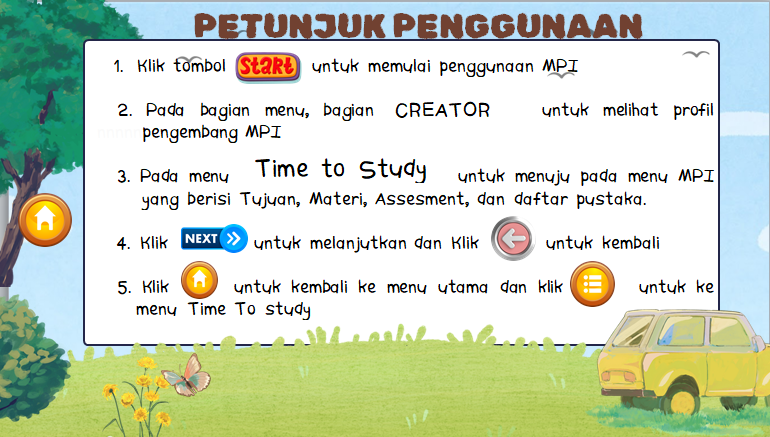 PETUNJUK PENGGUNAAN
1. Klik tombol START untuk memulai penggunaan MPI
2. Pada bagian menu, bagian CREATOR untuk melihat profil
pengembang MPI
3. Pada menu Time to Study untuk menuju pada menu MPI
yang berisi Tujuan, Materi, Assesment, dan daftar pustaka.
4. Klik NEXT untuk melanjutkan dan Klik untuk kembali
5. Klik untuk kembali ke menu utama dan klik untuk ke
menu Time To study